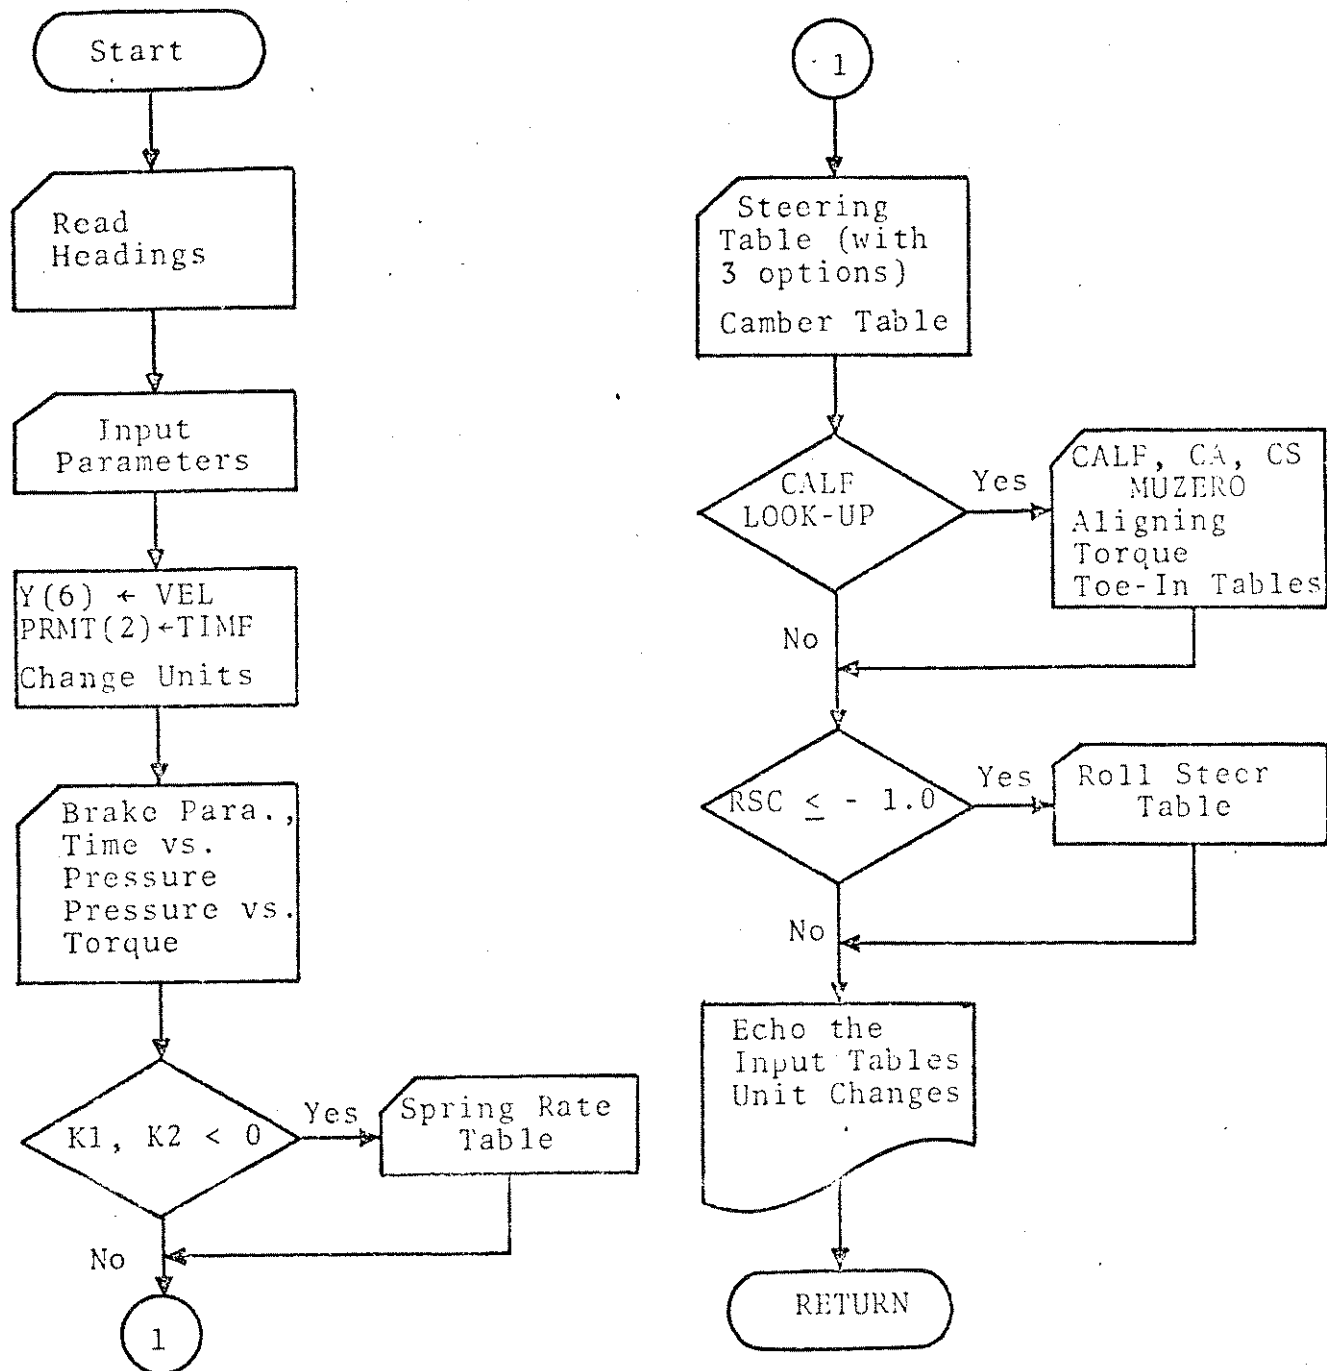 Start
Read
Headings
Input
Parameters
Y(6) ← VEL
PRMT(2)←TIMF
Change Units
Brake Para.,
Time vs.
Pressure
Pressure vs.
Torque
K1, K2 < 0
Yes
Spring Rate
Table
No
1
1
Steering
Table (with
3 options)
Camber Table
CALF
LOOK-UP
Yes
CALF, CA, CS
MUZERO
Aligning
Torque
Toe-In Tables
No
RSC ≤ - 1.0
Yes
Roll Steer
Table
No
Echo the
Input Tables
Unit Changes
RETURN